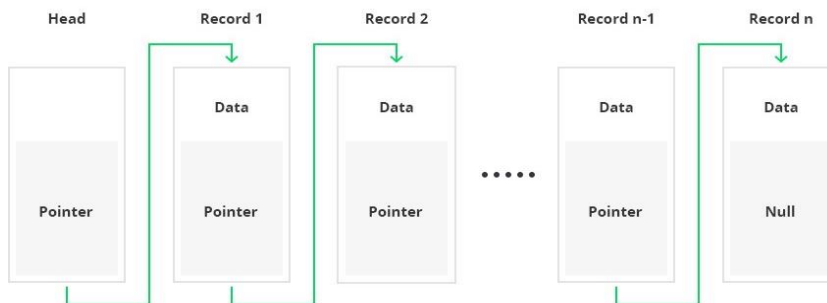 Head Record 1 Record 2 Record n-1 Record n
Data Data Data Data
Pointer Pointer Pointer Pointer Null